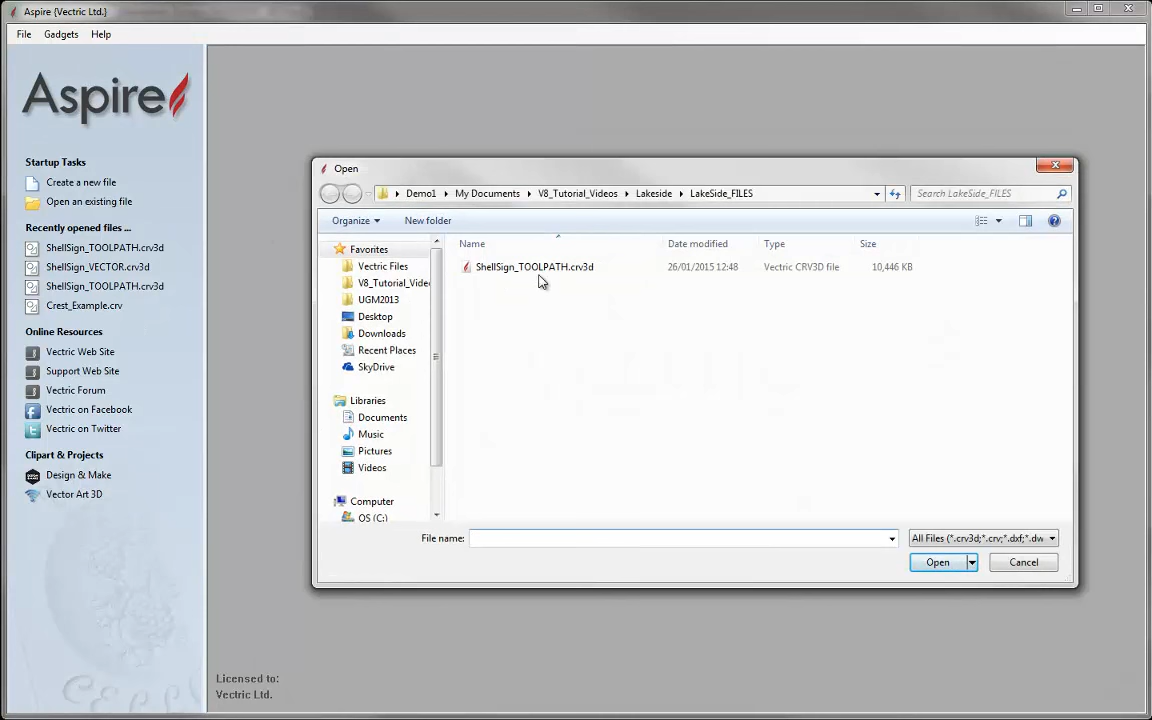 Aspire {Vectric Ltd.}
File Gadgets Help
Aspire
Startup Tasks
Create a new file
Open an existing file
Recently opened files ...
ShellSign_TOOLPATH.crv3d
ShellSign_VECTOR.crv3d
ShellSign_TOOLPATH.crv3d
Crest_Example.crv
Online Resources
Vectric Web Site
Support Web Site
Vectric Forum
Vectric on Facebook
Vectric on Twitter
Clipart & Projects
Design & Make
Vector Art 3D
Open
Demo1 My Documents V8_Tutorial_Videos Lakeside LakeSide_FILES Search LakeSide_FILES
Organize New folder
Favorites
Vectric Files
V8_Tutorial_Video
UGM2013
Desktop
Downloads
Recent Places
SkyDrive
Libraries
Documents
Music
Pictures
Videos
Computer
OS (C:)
Name Date modified Type Size
ShellSign_TOOLPATH.crv3d 26/01/2015 12:48 Vectric CRV3D file 10,446 KB
File name: All Files (*.crv3d;*.crv;*.dxf;*.dw
Open Cancel
Licensed to:
Vectric Ltd.